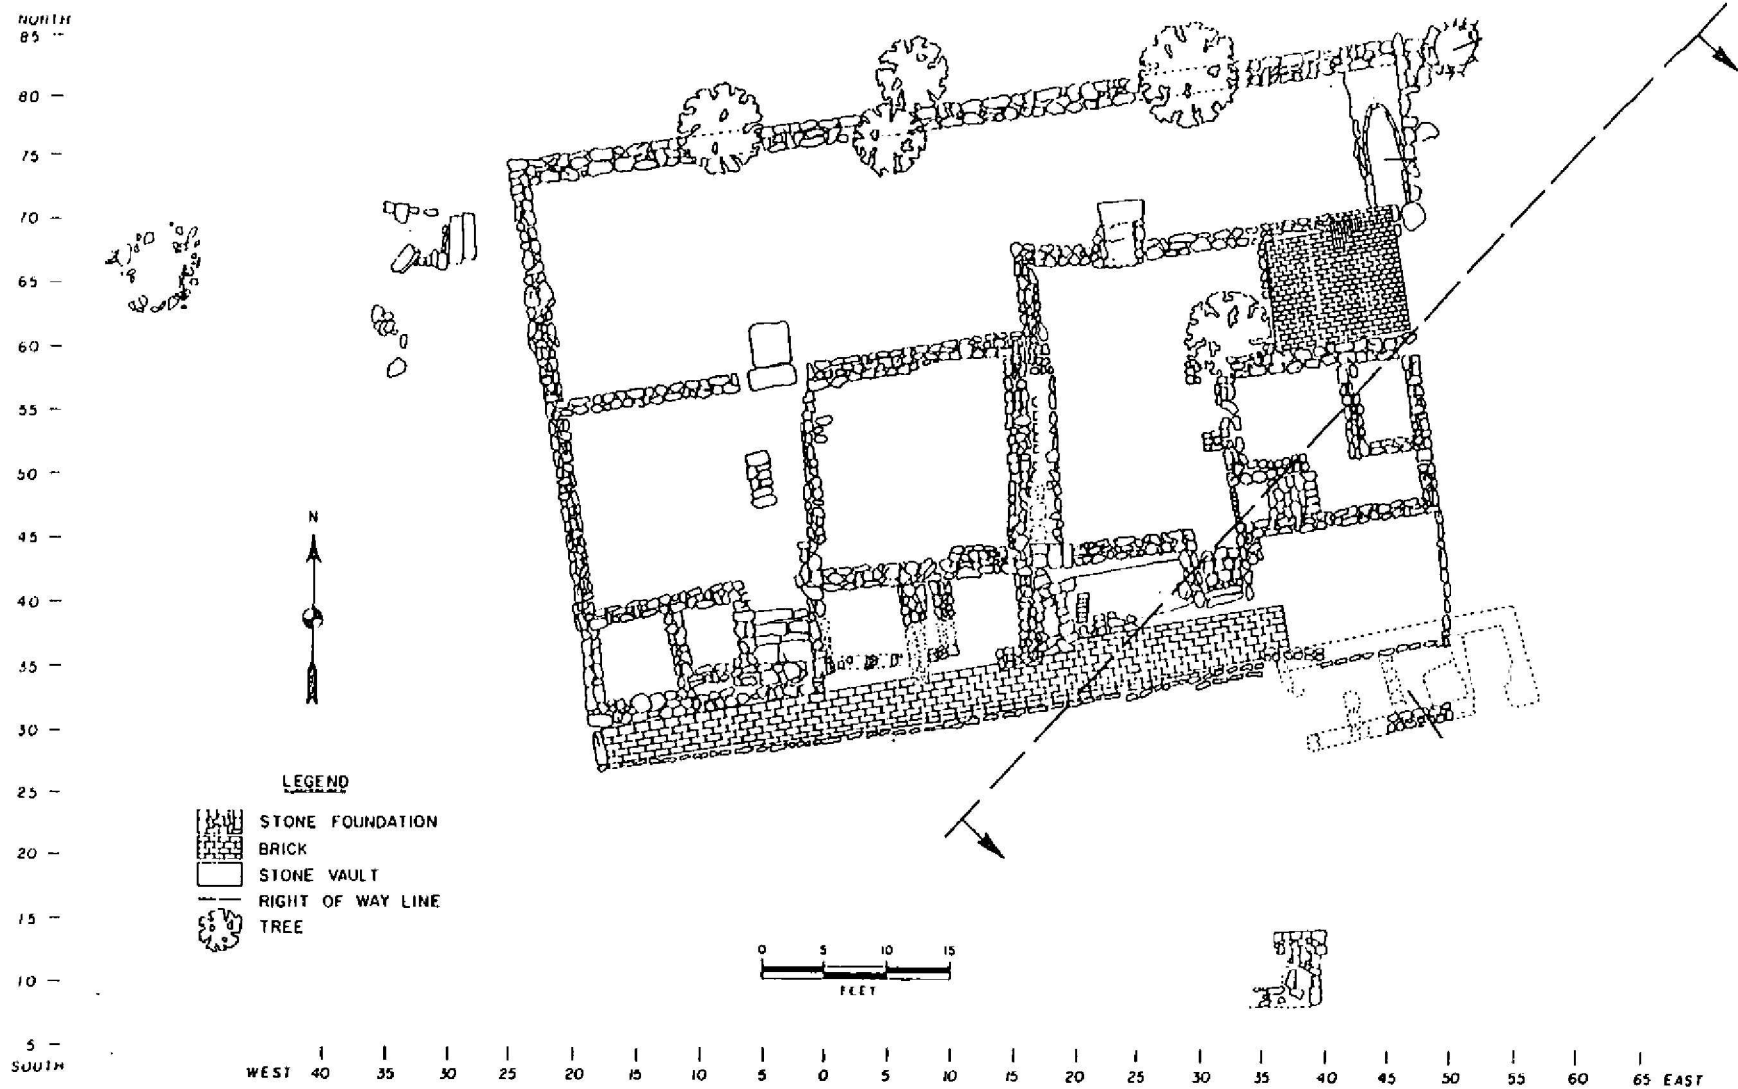 NORTH
85
80
75
70
65
60
55
50
45
40
35
30
25
20
15
10
5
SOUTH
N
LEGEND
STONE FOUNDATION
BRICK
STONE VAULT
RIGHT OF WAY LINE
TREE
0 5 10 15
FEET
WEST 40 35 30 25 20 15 10 5 0 5 10 15 20 25 30 35 40 45 50 55 60 65 EAST